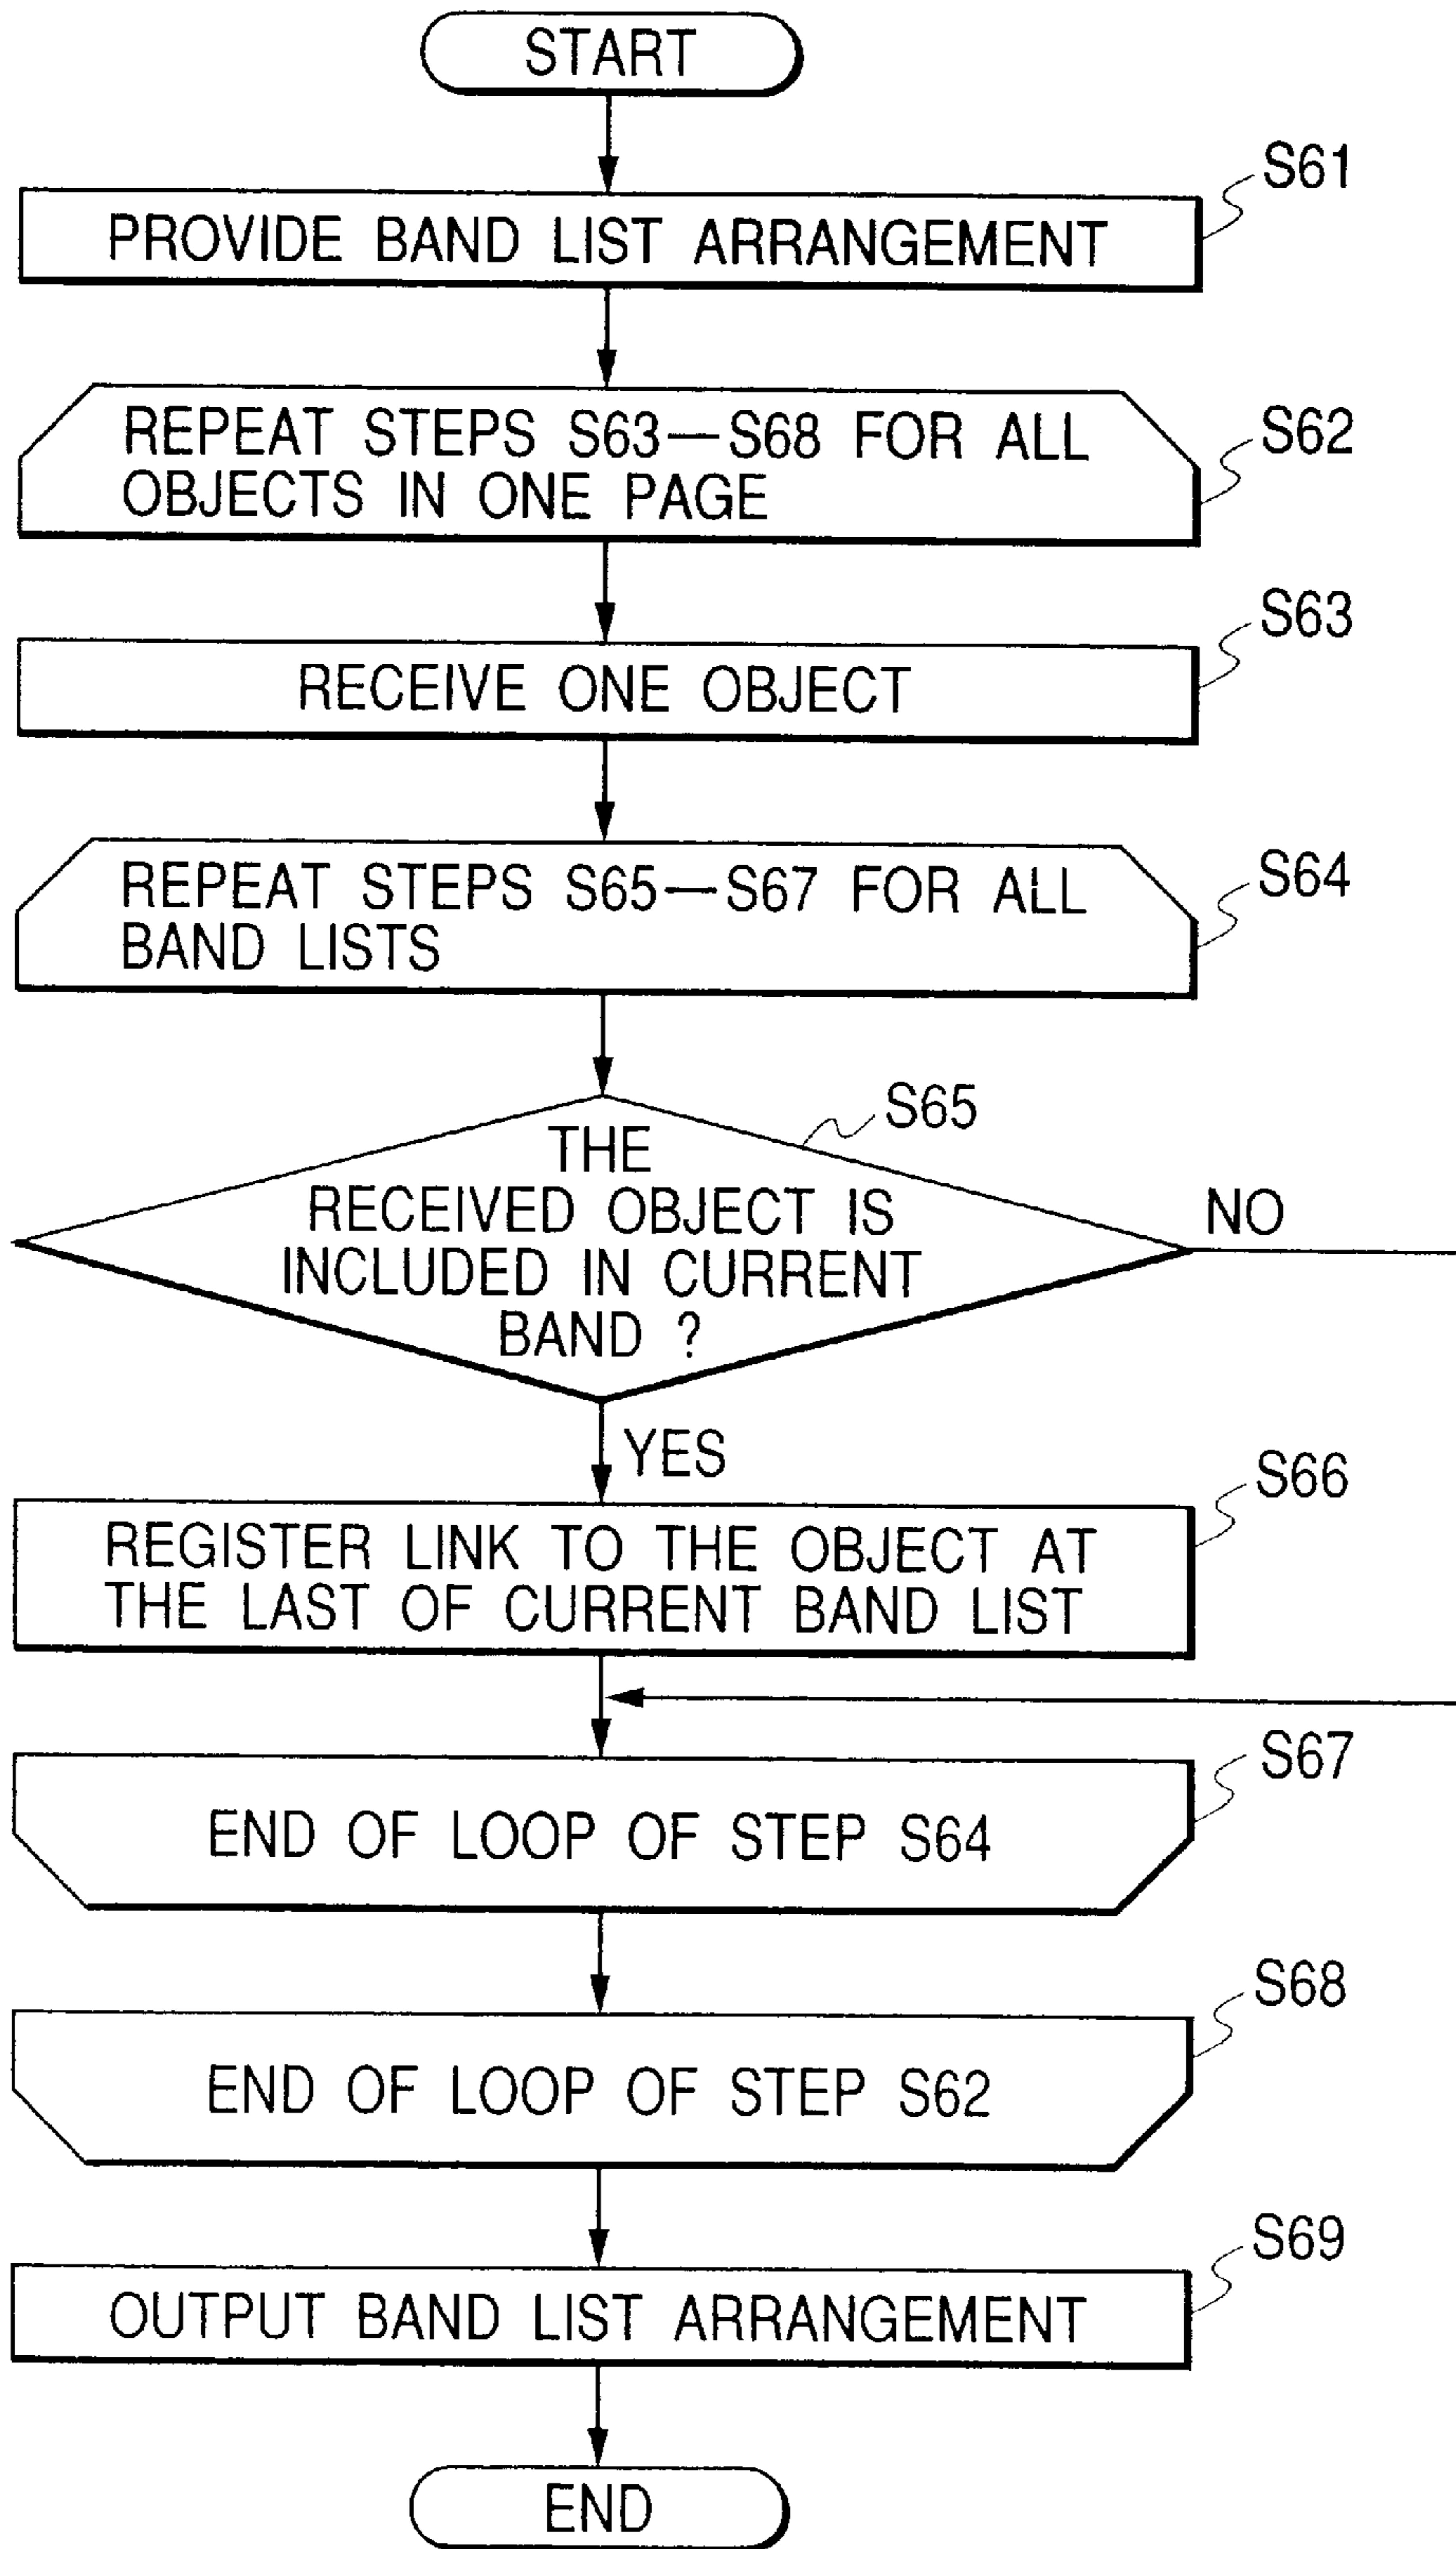 START
S61
PROVIDE BAND LIST ARRANGEMENT
S62
REPEAT STEPS S63—S68 FOR ALL
OBJECTS IN ONE PAGE
S63
RECEIVE ONE OBJECT
S64
REPEAT STEPS S65—S67 FOR ALL
BAND LISTS
S65
THE
RECEIVED OBJECT IS
INCLUDED IN CURRENT
BAND ?
NO
YES
S66
REGISTER LINK TO THE OBJECT AT
THE LAST OF CURRENT BAND LIST
S67
END OF LOOP OF STEP S64
S68
END OF LOOP OF STEP S62
S69
OUTPUT BAND LIST ARRANGEMENT
END